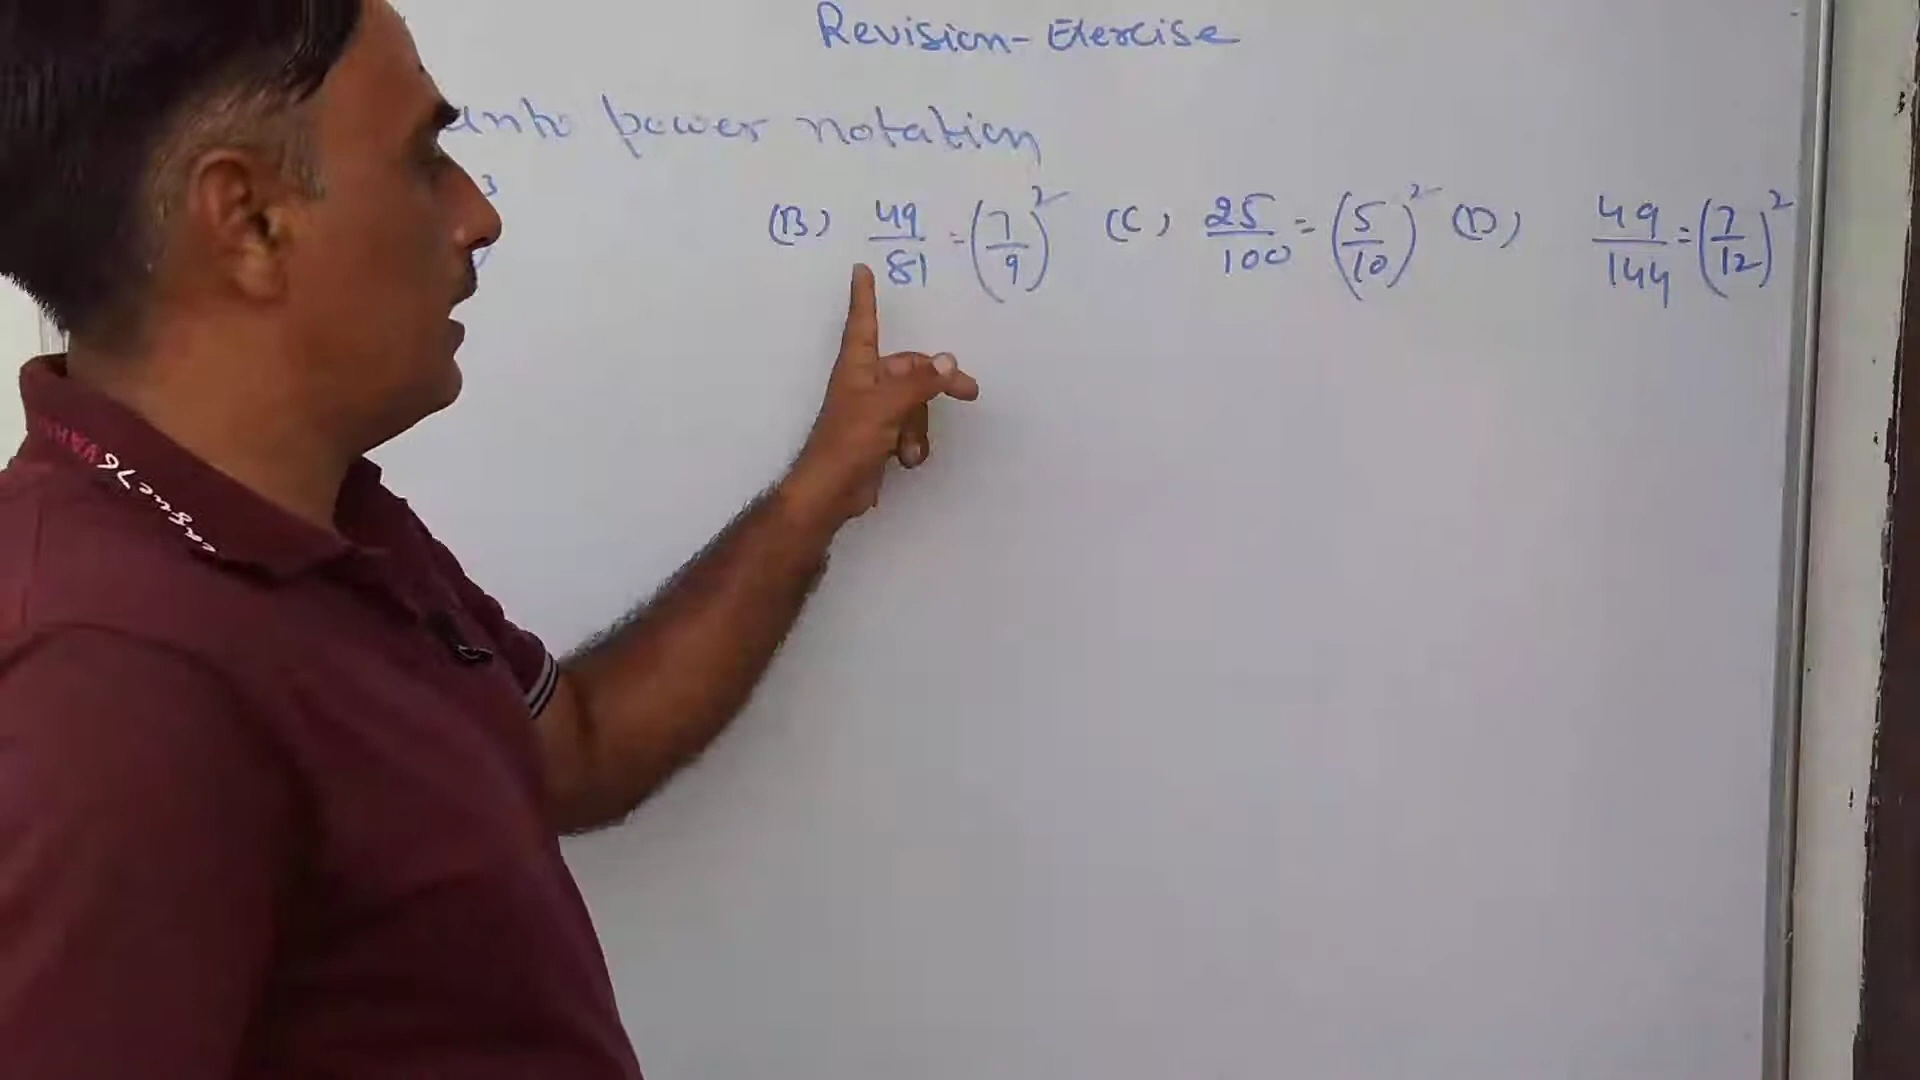 Revision-Exercise
into power notation
3
(B) 49/81 = (7/9)² (C) 25/100 = (5/10)² (D) 49/144 = (7/12)²